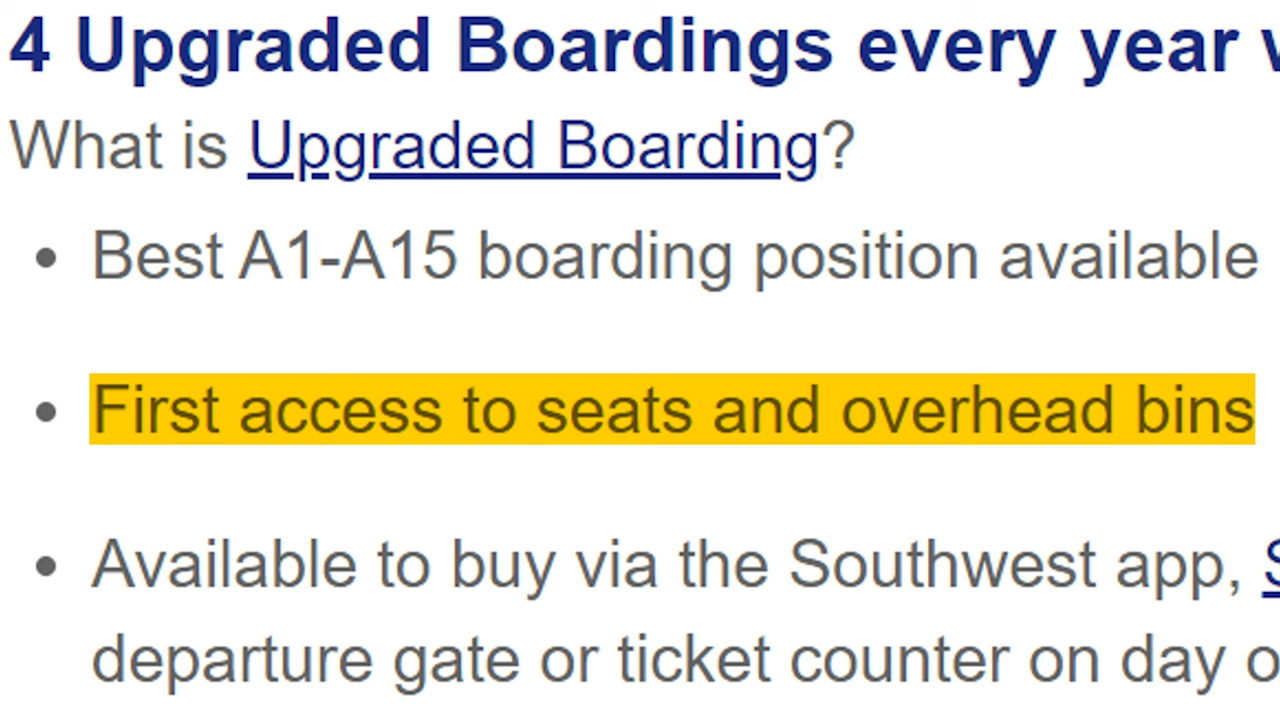 4 Upgraded Boardings every year
What is Upgraded Boarding?
• Best A1-A15 boarding position available
• First access to seats and overhead bins
• Available to buy via the Southwest app,
departure gate or ticket counter on day